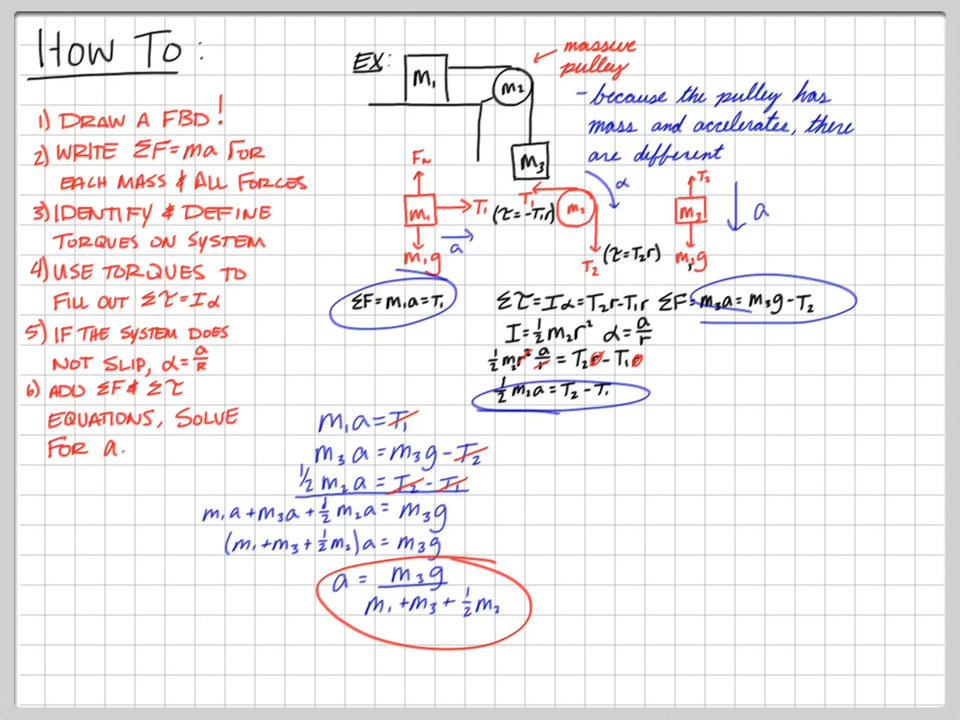 How To:
1) DRAW A FBD!
2) WRITE ΣF=ma FOR
EACH MASS & ALL FORCES
3) IDENTIFY & DEFINE
TORQUES ON SYSTEM
4) USE TORQUES TO
FILL OUT Στ=Iα
5) IF THE SYSTEM DOES
NOT SLIP, α=a/R
6) ADD ΣF & Στ
EQUATIONS, SOLVE
FOR a.
EX:
m₁
m₂
m₃
massive
pulley
- because the pulley has
mass and accelerates, there
are different
F_N
m₁
T₁
a
m₁g
T₁
(τ=-T₁r)
m₂
α
T₂
(τ=T₂r)
T₂
m₃
a
m₃g
ΣF=m₁a=T₁
Στ=Iα=T₂r-T₁r
I=½m₂r² α=a/r
½m₂r² a/r = T₂r-T₁r
½m₂a=T₂-T₁
ΣF=m₃a=m₃g-T₂
m₁a=T₁
m₃a=m₃g-T₂
½m₂a=T₂-T₁
m₁a+m₃a+½m₂a=m₃g
(m₁+m₃+½m₂)a=m₃g
a = m₃g
m₁+m₃+½m₂